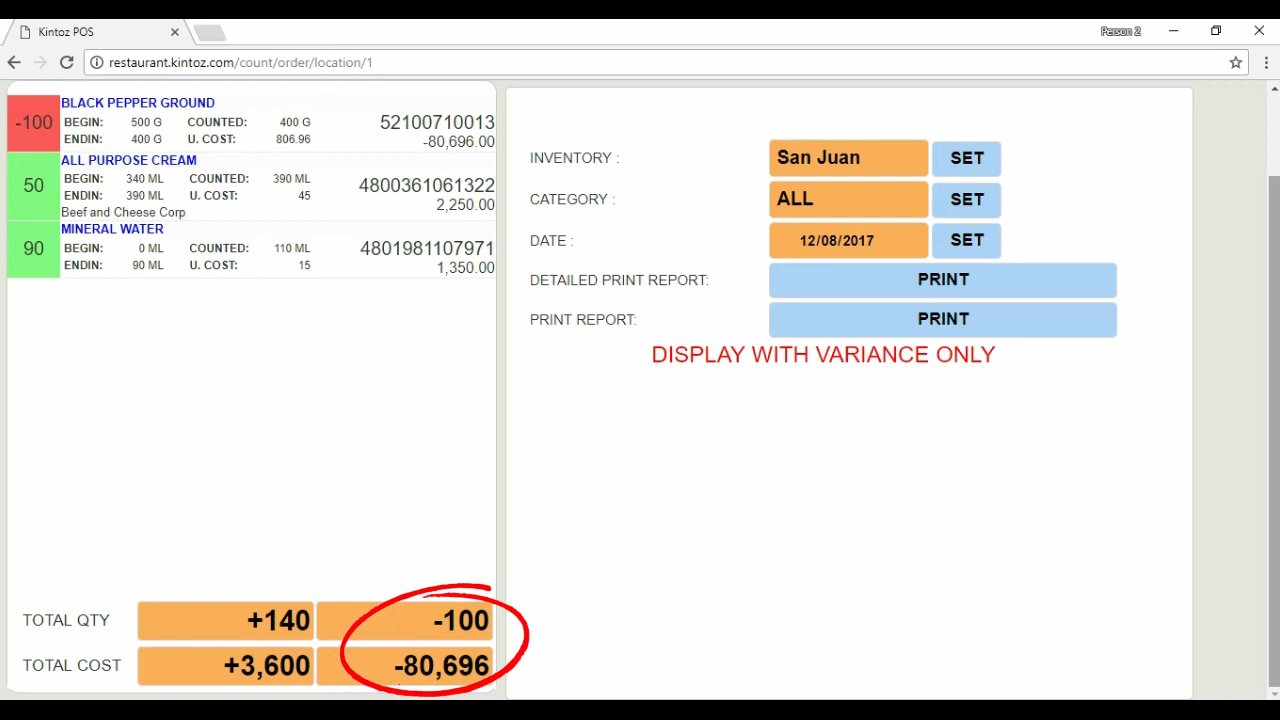 Kintoz POS
Person 2
restaurant.kintoz.com/count/order/location/1
-100
BLACK PEPPER GROUND
BEGIN: 500 G COUNTED: 400 G 52100710013
ENDIN: 400 G U. COST: 806.96 -80,696.00
50
ALL PURPOSE CREAM
BEGIN: 340 ML COUNTED: 390 ML 4800361061322
ENDIN: 390 ML U. COST: 45 2,250.00
Beef and Cheese Corp
90
MINERAL WATER
BEGIN: 0 ML COUNTED: 110 ML 4801981107971
ENDIN: 90 ML U. COST: 15 1,350.00
TOTAL QTY +140 -100
TOTAL COST +3,600 -80,696
INVENTORY : San Juan SET
CATEGORY : ALL SET
DATE : 12/08/2017 SET
DETAILED PRINT REPORT: PRINT
PRINT REPORT: PRINT
DISPLAY WITH VARIANCE ONLY